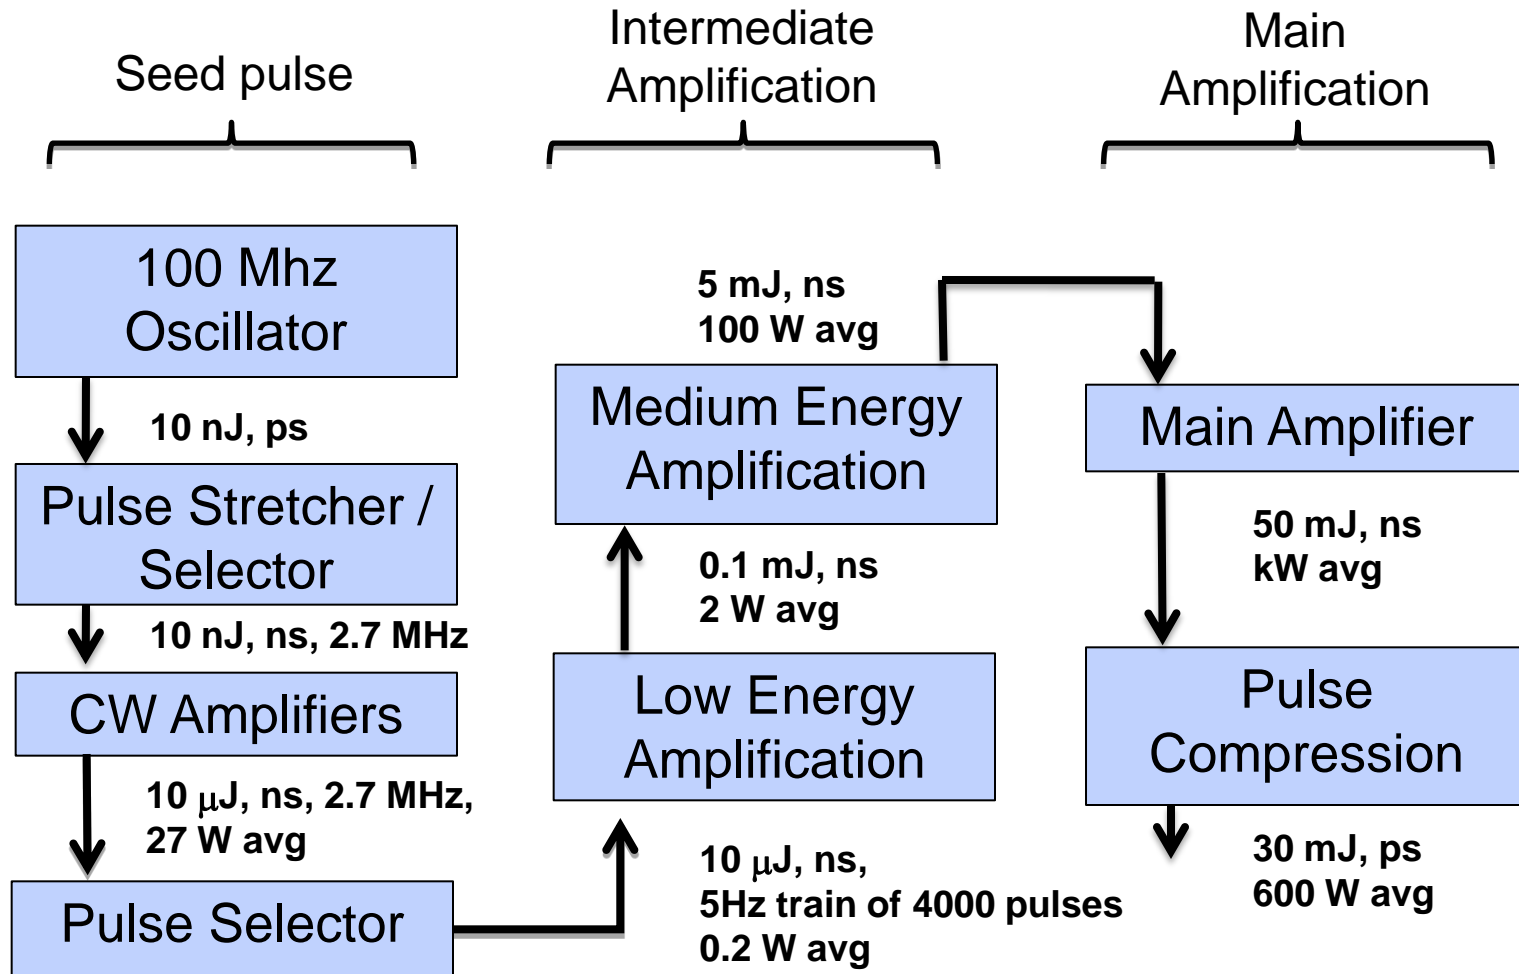 Seed pulse
100 Mhz
Oscillator
10 nJ, ps
Pulse Stretcher /
Selector
10 nJ, ns, 2.7 MHz
CW Amplifiers
10 μJ, ns, 2.7 MHz,
27 W avg
Pulse Selector
Intermediate
Amplification
5 mJ, ns
100 W avg
Medium Energy
Amplification
0.1 mJ, ns
2 W avg
Low Energy
Amplification
10 μJ, ns,
5Hz train of 4000 pulses
0.2 W avg
Main
Amplification
Main Amplifier
50 mJ, ns
kW avg
Pulse
Compression
30 mJ, ps
600 W avg